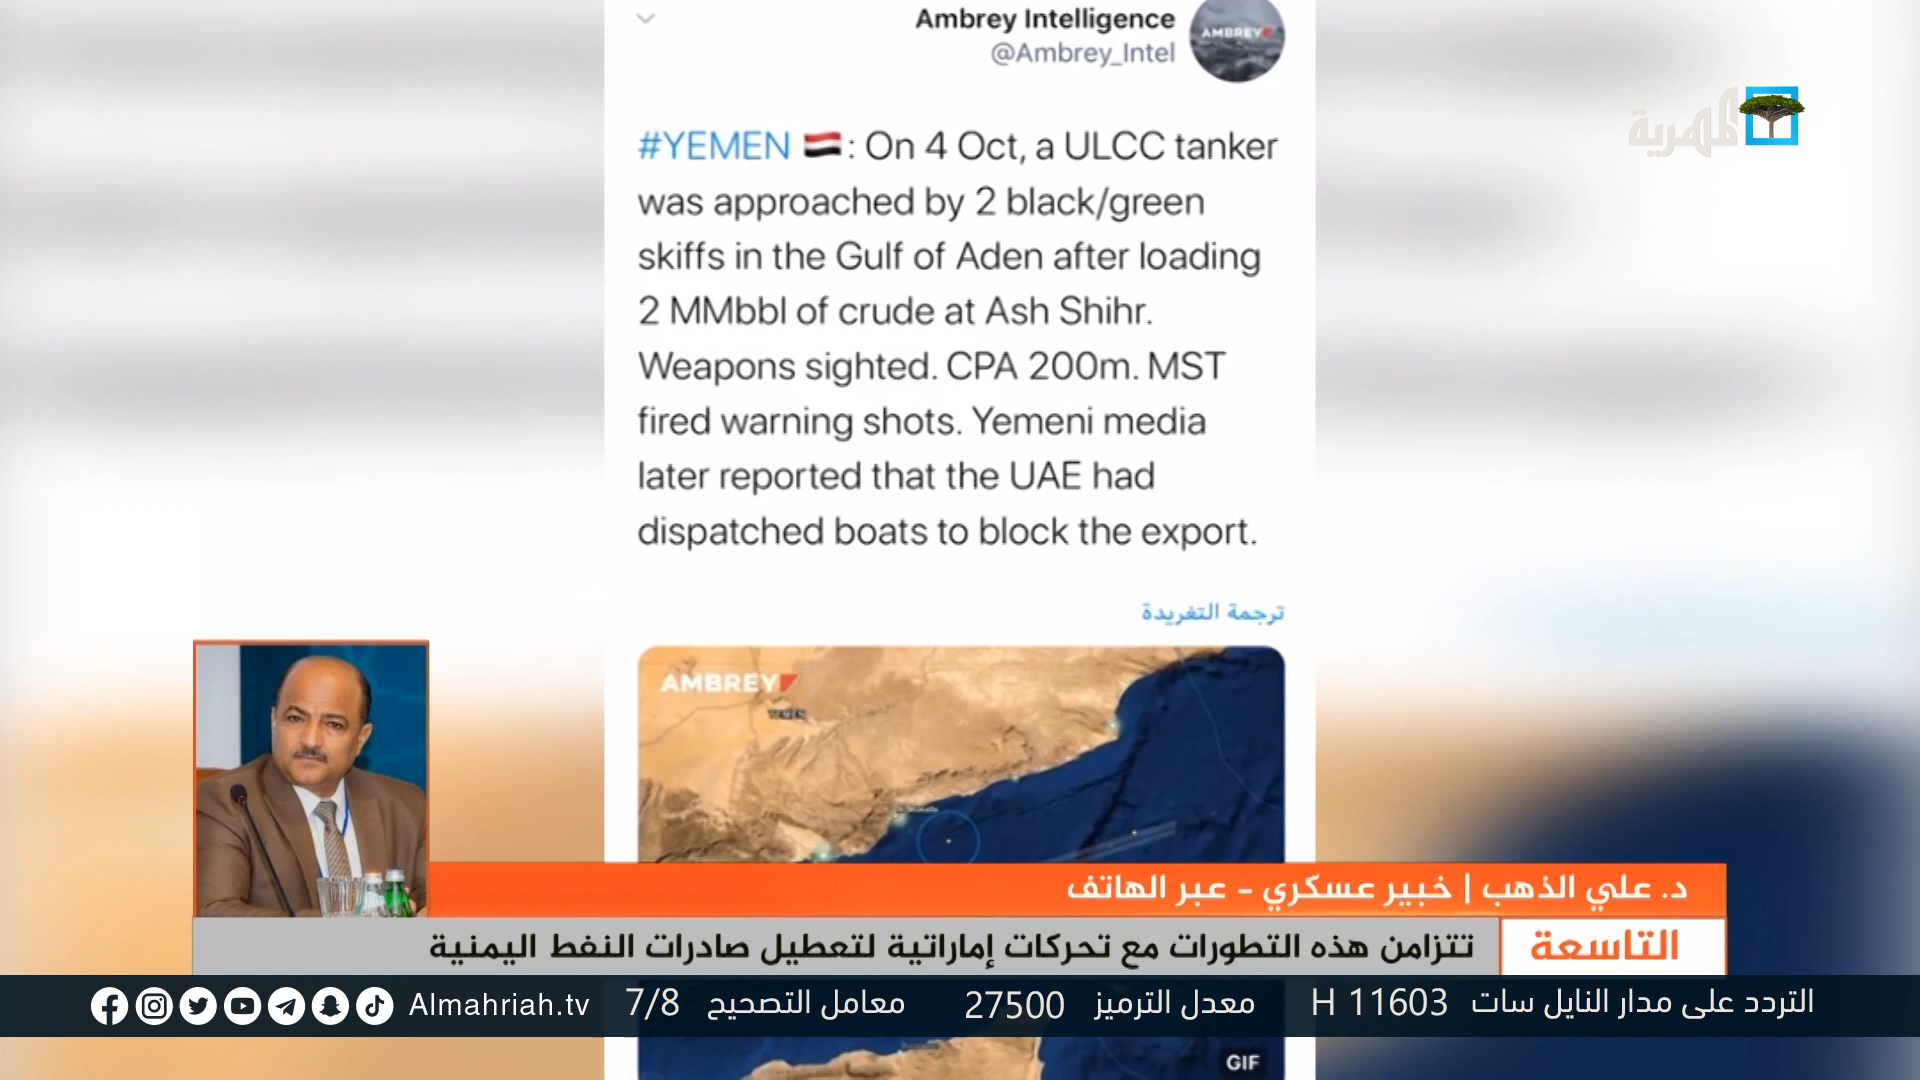 Ambrey Intelligence
@Ambrey_Intel
AMBREY
المهرية
#YEMEN : On 4 Oct, a ULCC tanker
was approached by 2 black/green
skiffs in the Gulf of Aden after loading
2 MMbbl of crude at Ash Shihr.
Weapons sighted. CPA 200m. MST
fired warning shots. Yemeni media
later reported that the UAE had
dispatched boats to block the export.
ترجمة التغريدة
AMBREY
YEMEN
د. علي الذهب | خبير عسكري - عبر الهاتف
التاسعة
تتزامن هذه التطورات مع تحركات إماراتية لتعطيل صادرات النفط اليمنية
التردد على مدار النايل سات H 11603 معدل الترميز 27500 معامل التصحيح 7/8 Almahriah.tv
GIF